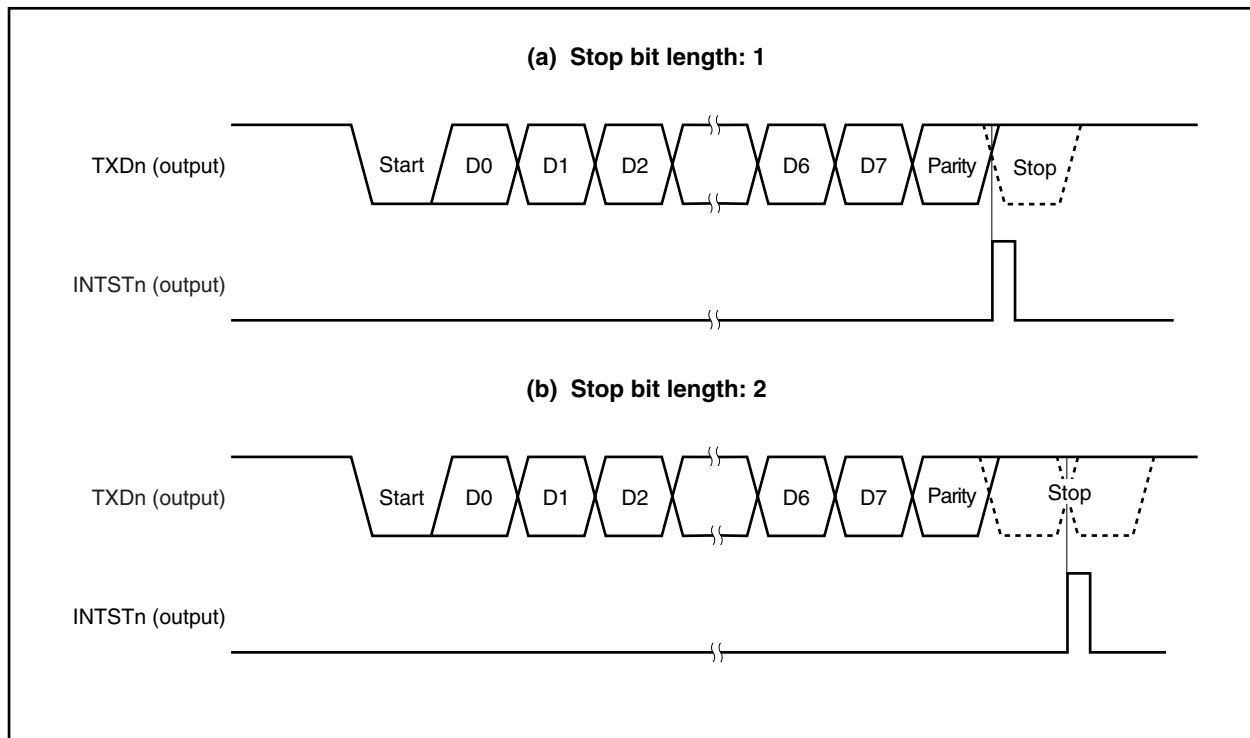 (a) Stop bit length: 1
TXDn (output) Start D0 D1 D2 D6 D7 Parity Stop
INTSTn (output)
(b) Stop bit length: 2
TXDn (output) Start D0 D1 D2 D6 D7 Parity Stop
INTSTn (output)